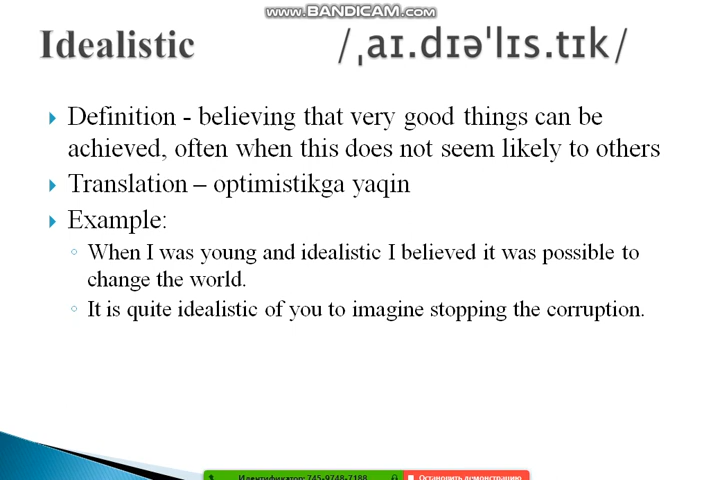 www.BANDICAM.com
Idealistic /ˌaɪ.dɪəˈlɪs.tɪk/
Definition - believing that very good things can be
achieved, often when this does not seem likely to others
Translation – optimistikga yaqin
Example:
When I was young and idealistic I believed it was possible to
change the world.
It is quite idealistic of you to imagine stopping the corruption.
Идентификатор: 745-9748-7188 Остановить демонстрацию